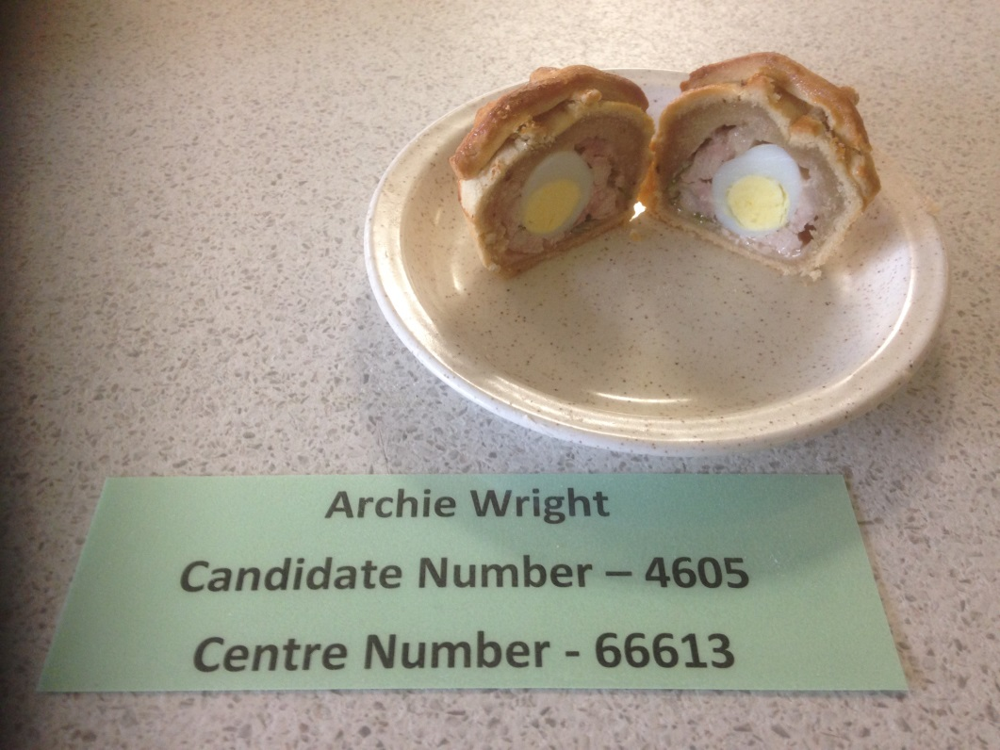 Archie Wright
Candidate Number – 4605
Centre Number - 66613